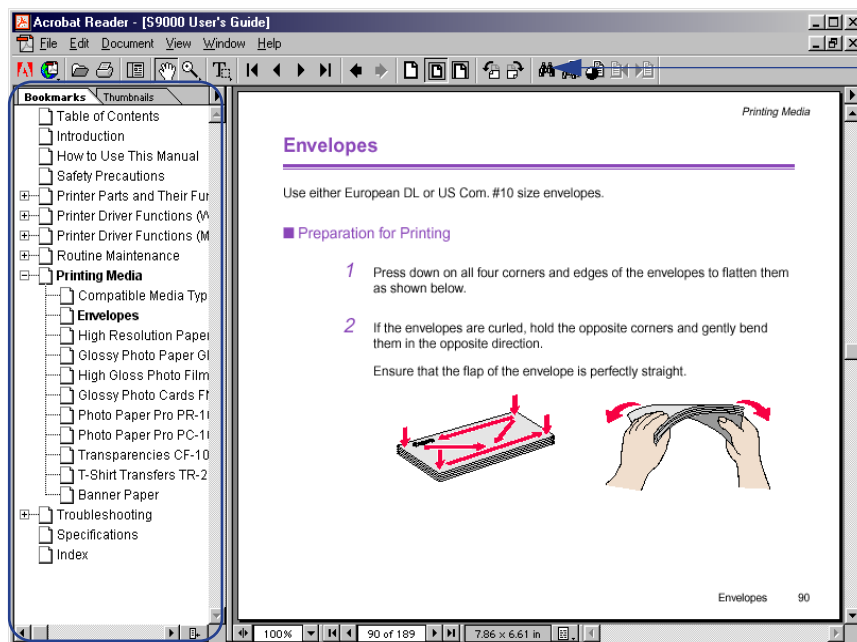 Acrobat Reader - [S9000 User's Guide]
File Edit Document View Window Help
Bookmarks Thumbnails
Table of Contents
Introduction
How to Use This Manual
Safety Precautions
Printer Parts and Their Fur
Printer Driver Functions (W
Printer Driver Functions (M
Routine Maintenance
Printing Media
Compatible Media Typ
Envelopes
High Resolution Paper
Glossy Photo Paper Gl
High Gloss Photo Film
Glossy Photo Cards F
Photo Paper Pro PR-1
Photo Paper Pro PC-1
Transparencies CF-10
T-Shirt Transfers TR-2
Banner Paper
Troubleshooting
Specifications
Index
Printing Media
Envelopes
Use either European DL or US Com. #10 size envelopes.
■ Preparation for Printing
1 Press down on all four corners and edges of the envelopes to flatten them
as shown below.
2 If the envelopes are curled, hold the opposite corners and gently bend
them in the opposite direction.
Ensure that the flap of the envelope is perfectly straight.
Envelopes 90
100% 90 of 189 7.86 x 6.61 in